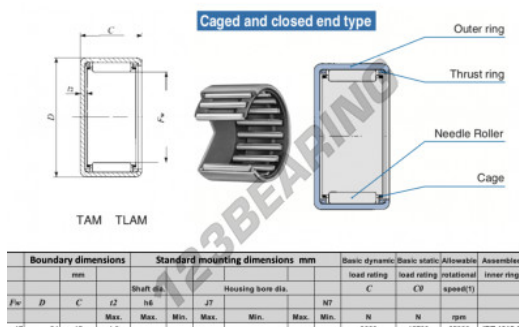 Caged and closed end type
C
Outer ring
Thrust ring
t2
D
Fw
Needle Roller
Cage
TAM TLAM
123BEARING
Boundary dimensions Standard mounting dimensions mm Basic dynamic Basic static Allowable Assembled
mm load rating load rating rotational inner ring
Shaft dia. Housing bore dia. C C0 speed(1)
Fw D C t2 h6 J7 N7
Max. Max. Min. Max. Min. Max. Min. N N rpm